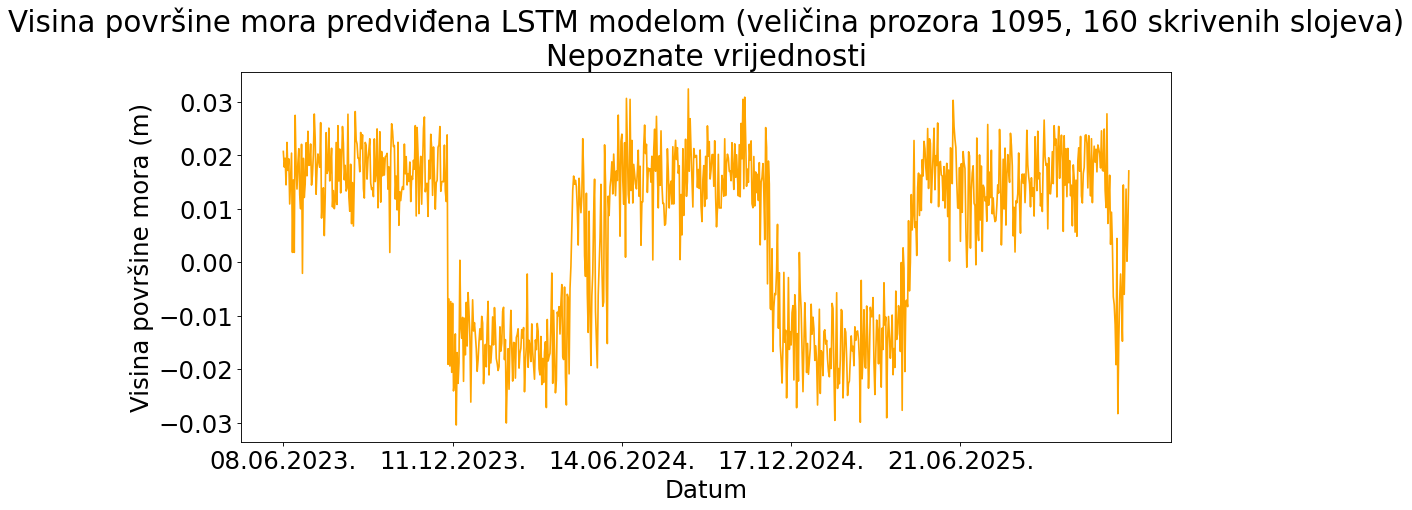 Visina površine mora predviđena LSTM modelom (veličina prozora 1095, 160 skrivenih slojeva)
Nepoznate vrijednosti
Visina površine mora (m)
0.03
0.02
0.01
0.00
−0.01
−0.02
−0.03
08.06.2023. 11.12.2023. 14.06.2024. 17.12.2024. 21.06.2025.
Datum